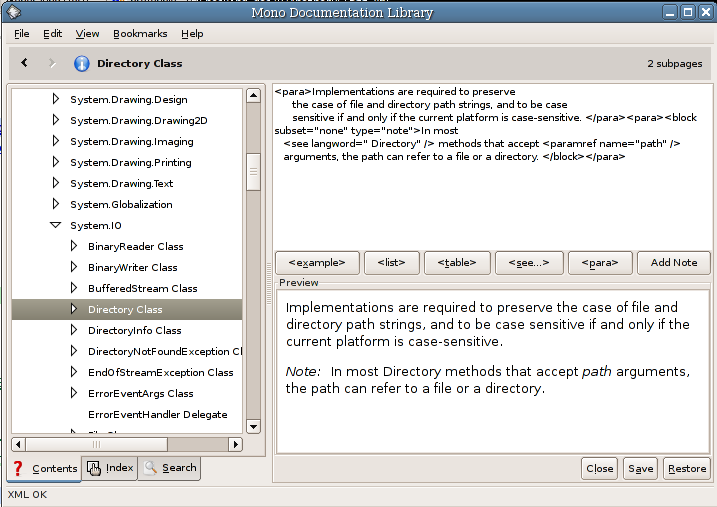 Mono Documentation Library
File Edit View Bookmarks Help
Directory Class
2 subpages
System.Drawing.Design
System.Drawing.Drawing2D
System.Drawing.Imaging
System.Drawing.Printing
System.Drawing.Text
System.Globalization
System.IO
BinaryReader Class
BinaryWriter Class
BufferedStream Class
Directory Class
DirectoryInfo Class
DirectoryNotFoundException Cl
EndOfStreamException Class
ErrorEventArgs Class
ErrorEventHandler Delegate
Contents Index Search
<para>Implementations are required to preserve
the case of file and directory path strings, and to be case
sensitive if and only if the current platform is case-sensitive. </para><para><block
subset="none" type="note">In most
<see langword=" Directory" /> methods that accept <paramref name="path" />
arguments, the path can refer to a file or a directory. </block></para>
<example> <list> <table> <see...> <para> Add Note
Preview
Implementations are required to preserve the case of file and
directory path strings, and to be case sensitive if and only if the
current platform is case-sensitive.
Note: In most Directory methods that accept path arguments,
the path can refer to a file or a directory.
Close Save Restore
XML OK